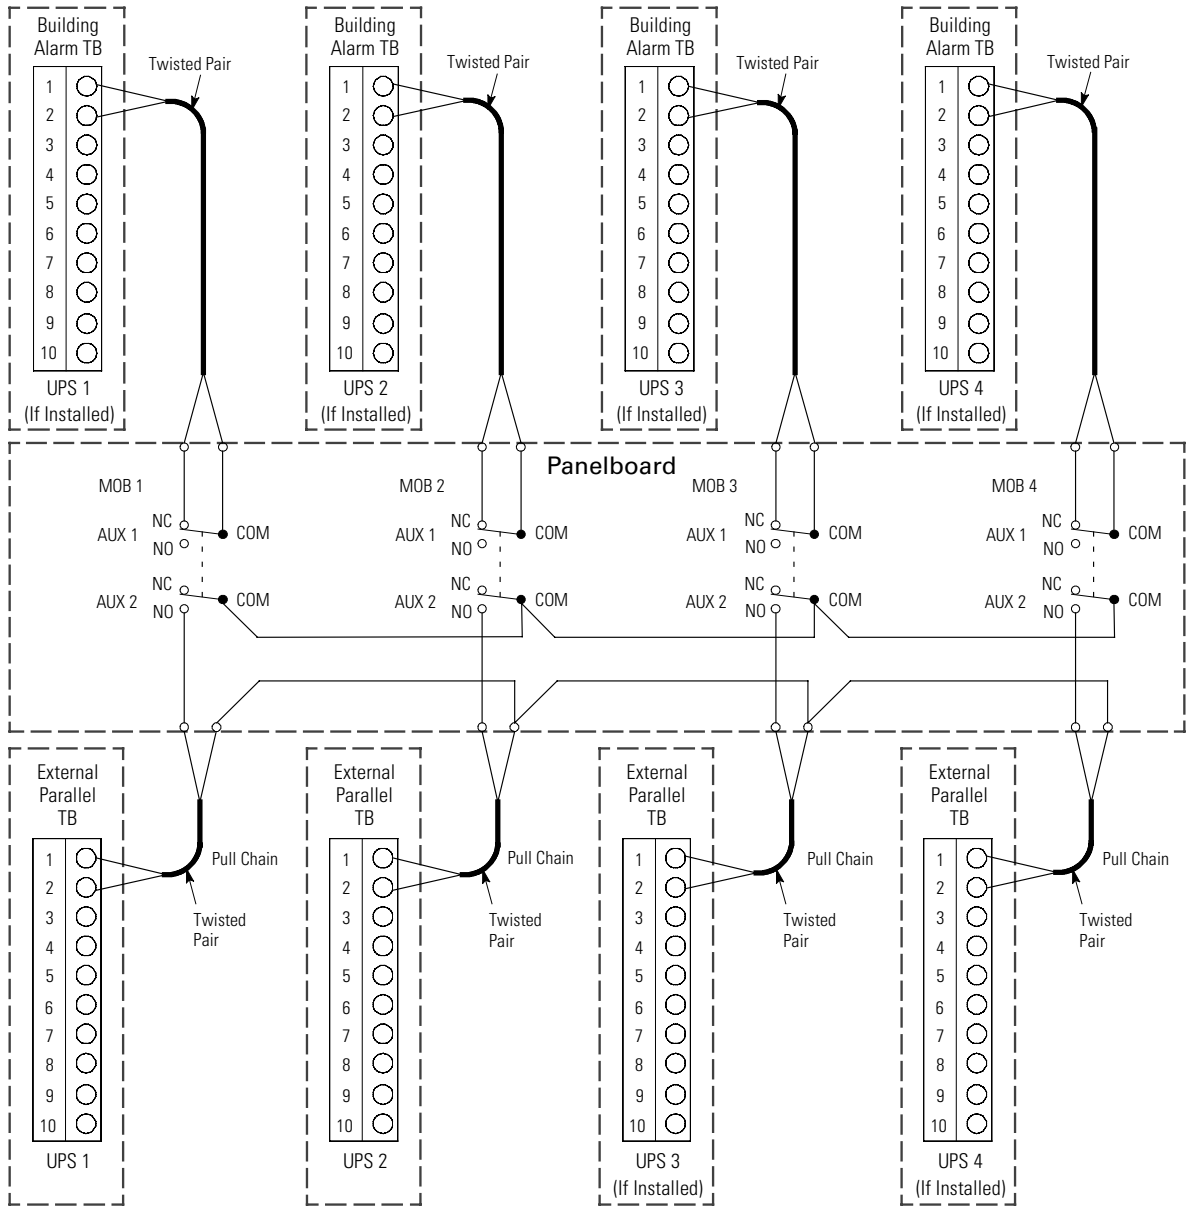 Building
Alarm TB
Building
Alarm TB
Building
Alarm TB
Building
Alarm TB
Twisted Pair
Twisted Pair
Twisted Pair
Twisted Pair
1
2
3
4
5
6
7
8
9
10
1
2
3
4
5
6
7
8
9
10
1
2
3
4
5
6
7
8
9
10
1
2
3
4
5
6
7
8
9
10
UPS 1
(If Installed)
UPS 2
(If Installed)
UPS 3
(If Installed)
UPS 4
(If Installed)
Panelboard
MOB 1
AUX 1
NC
NO
COM
AUX 2
NC
NO
COM
MOB 2
AUX 1
NC
NO
COM
AUX 2
NC
NO
COM
MOB 3
AUX 1
NC
NO
COM
AUX 2
NC
NO
COM
MOB 4
AUX 1
NC
NO
COM
AUX 2
NC
NO
COM
External
Parallel
TB
1
2
3
4
5
6
7
8
9
10
UPS 1
Pull Chain
Twisted
Pair
External
Parallel
TB
1
2
3
4
5
6
7
8
9
10
UPS 2
Pull Chain
Twisted
Pair
External
Parallel
TB
1
2
3
4
5
6
7
8
9
10
UPS 3
(If Installed)
Pull Chain
Twisted
Pair
External
Parallel
TB
1
2
3
4
5
6
7
8
9
10
UPS 4
(If Installed)
Pull Chain
Twisted
Pair